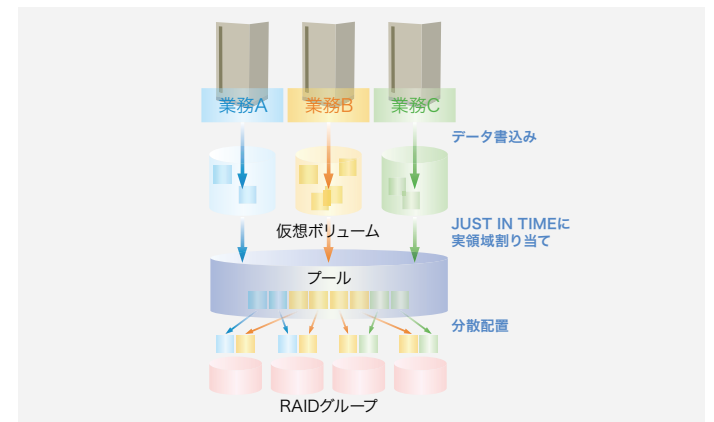 業務A
業務B
業務C
データ書込み
仮想ボリューム
JUST IN TIMEに
実領域割り当て
プール
分散配置
RAIDグループ